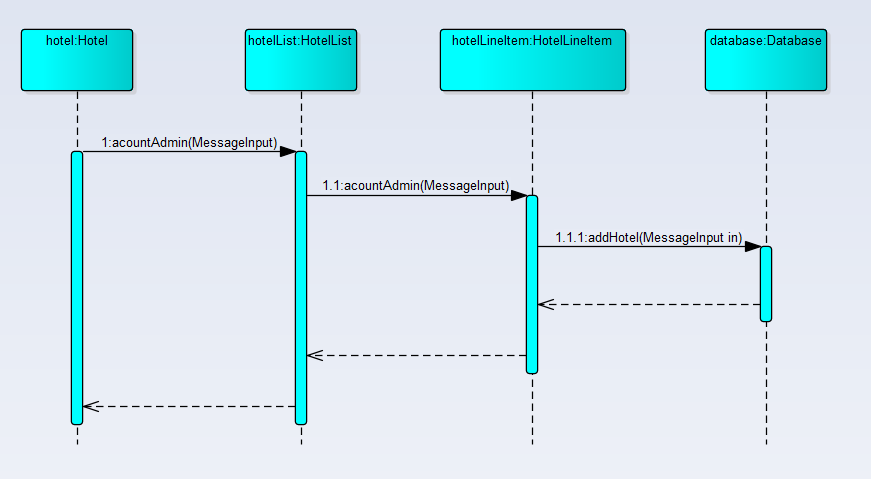 hotel:Hotel
hotelList:HotelList
hotelLineItem:HotelLineItem
database:Database
1:acountAdmin(MessageInput)
1.1:acountAdmin(MessageInput)
1.1.1:addHotel(MessageInput in)